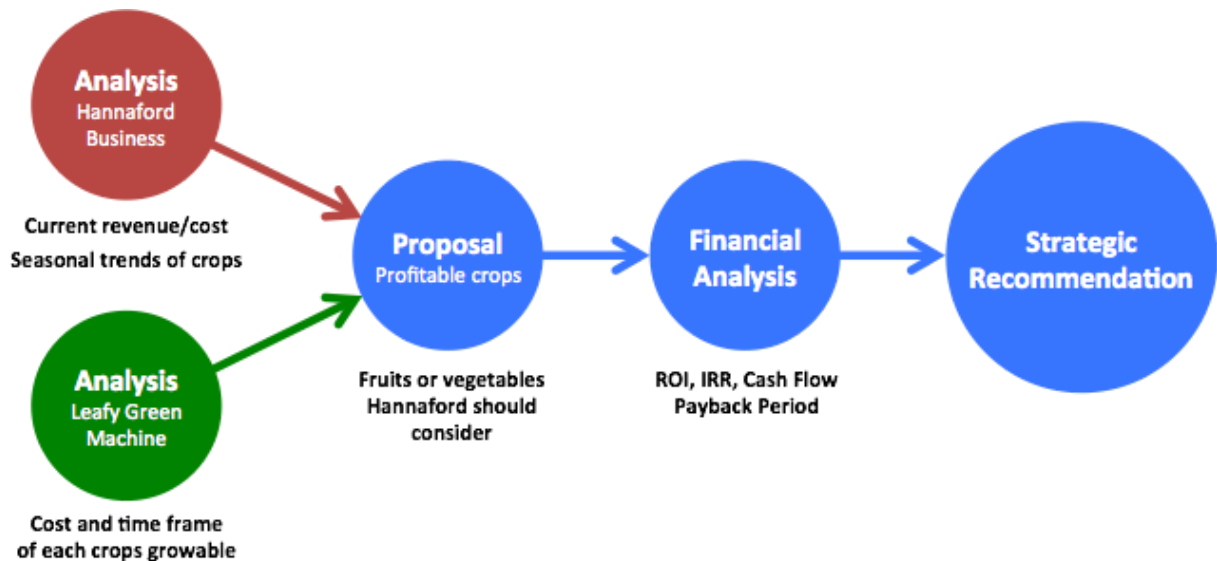 Analysis
Hannaford
Business
Current revenue/cost
Seasonal trends of crops
Analysis
Leafy Green
Machine
Cost and time frame
of each crops growable
Proposal
Profitable crops
Fruits or vegetables
Hannaford should
consider
Financial
Analysis
ROI, IRR, Cash Flow
Payback Period
Strategic
Recommendation